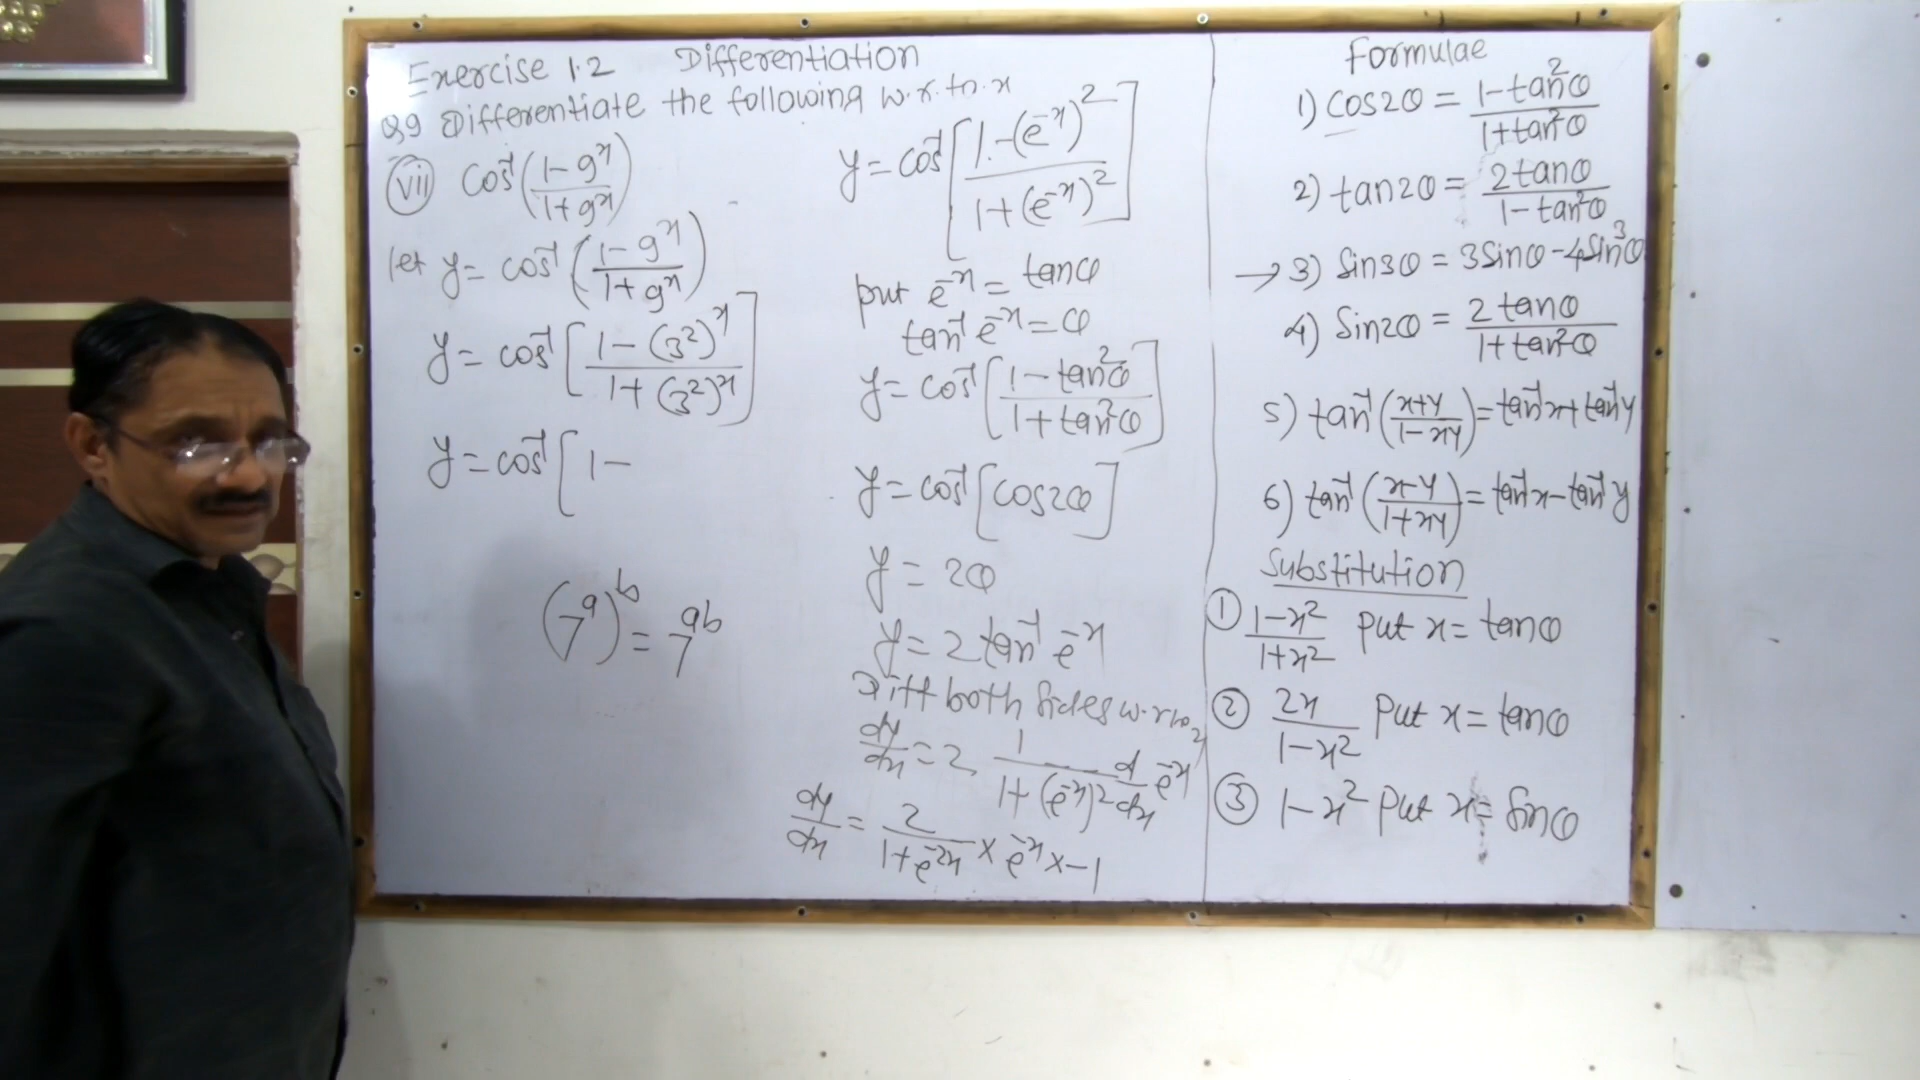 Exercise 1.2 Differentiation
Q9 Differentiate the following w.r.to.x
(vii) cos⁻¹((1-9ˣ)/(1+9ˣ))
let y = cos⁻¹((1-9ˣ)/(1+9ˣ))
y = cos⁻¹[(1-(3²)ˣ)/(1+(3²)ˣ)]
y = cos⁻¹[1-
(7ᵃ)ᵇ = 7ᵃᵇ
y = cos⁻¹[(1-(e⁻ˣ)²)/(1+(e⁻ˣ)²)]
put e⁻ˣ = tanθ
tan⁻¹ e⁻ˣ = θ
y = cos⁻¹[(1-tan²θ)/(1+tan²θ)]
y = cos⁻¹[cos2θ]
y = 2θ
y = 2 tan⁻¹ e⁻ˣ
Diff both sides w.r.to x
dy/dx = 2. 1/(1+(e⁻ˣ)²) d/dx e⁻ˣ
dy/dx = 2/(1+e⁻²ˣ) × e⁻ˣ × -1
Formulae
1) cos2θ = (1-tan²θ)/(1+tan²θ)
2) tan2θ = (2tanθ)/(1-tan²θ)
→ 3) Sin3θ = 3Sinθ-4Sin³θ
4) Sin2θ = (2tanθ)/(1+tan²θ)
5) tan⁻¹((x+y)/(1-xy)) = tan⁻¹x+tan⁻¹y
6) tan⁻¹((x-y)/(1+xy)) = tan⁻¹x-tan⁻¹y
Substitution
① (1-x²)/(1+x²) put x = tanθ
② 2x/(1-x²) Put x = tanθ
③ 1-x² Put x = Sinθ